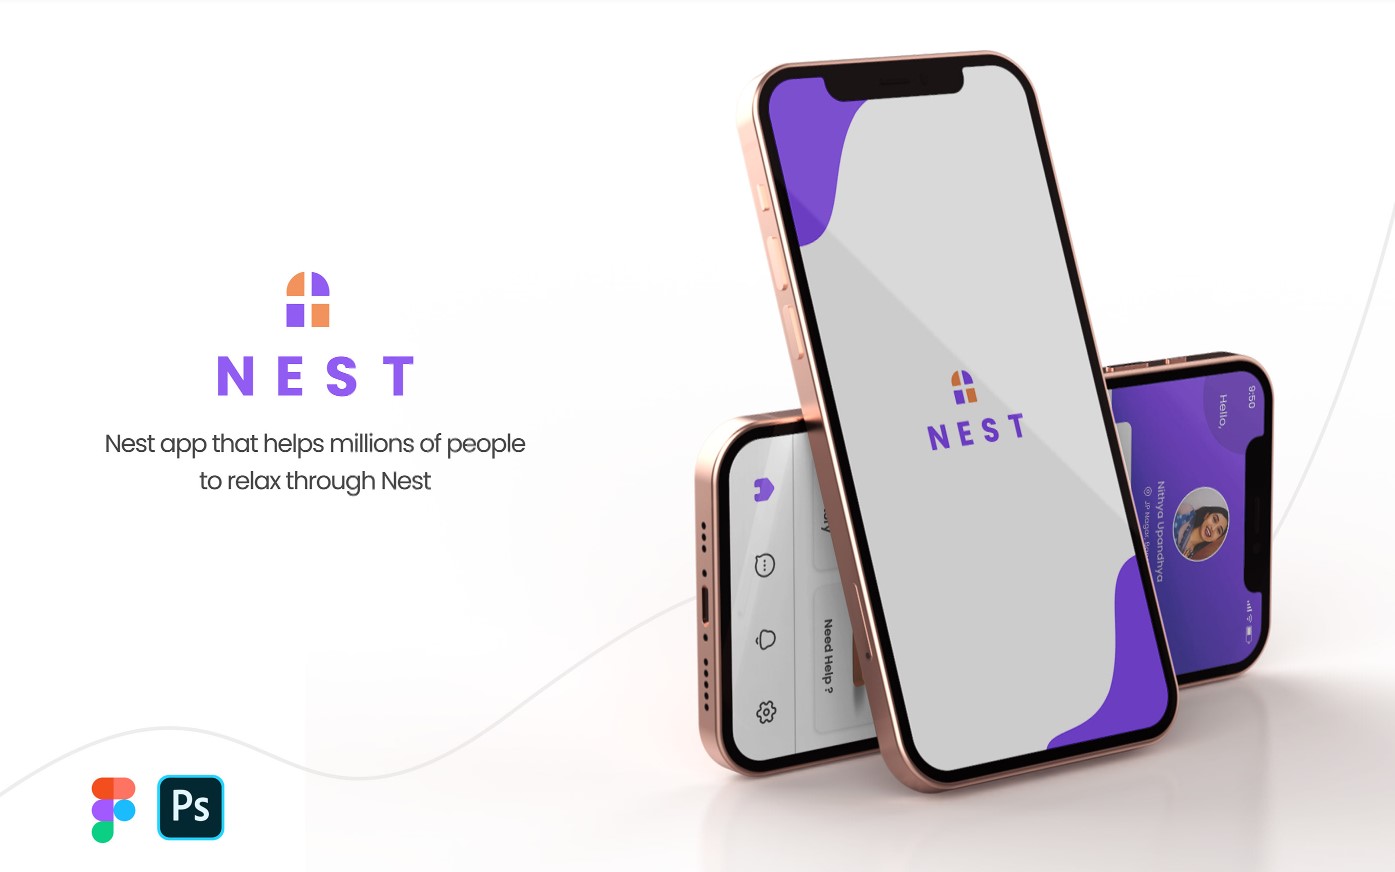 NEST
Nest app that helps millions of people
to relax through Nest
Ps
NEST
Need Help ?
9:50
Hello,
Nithya Upandhya